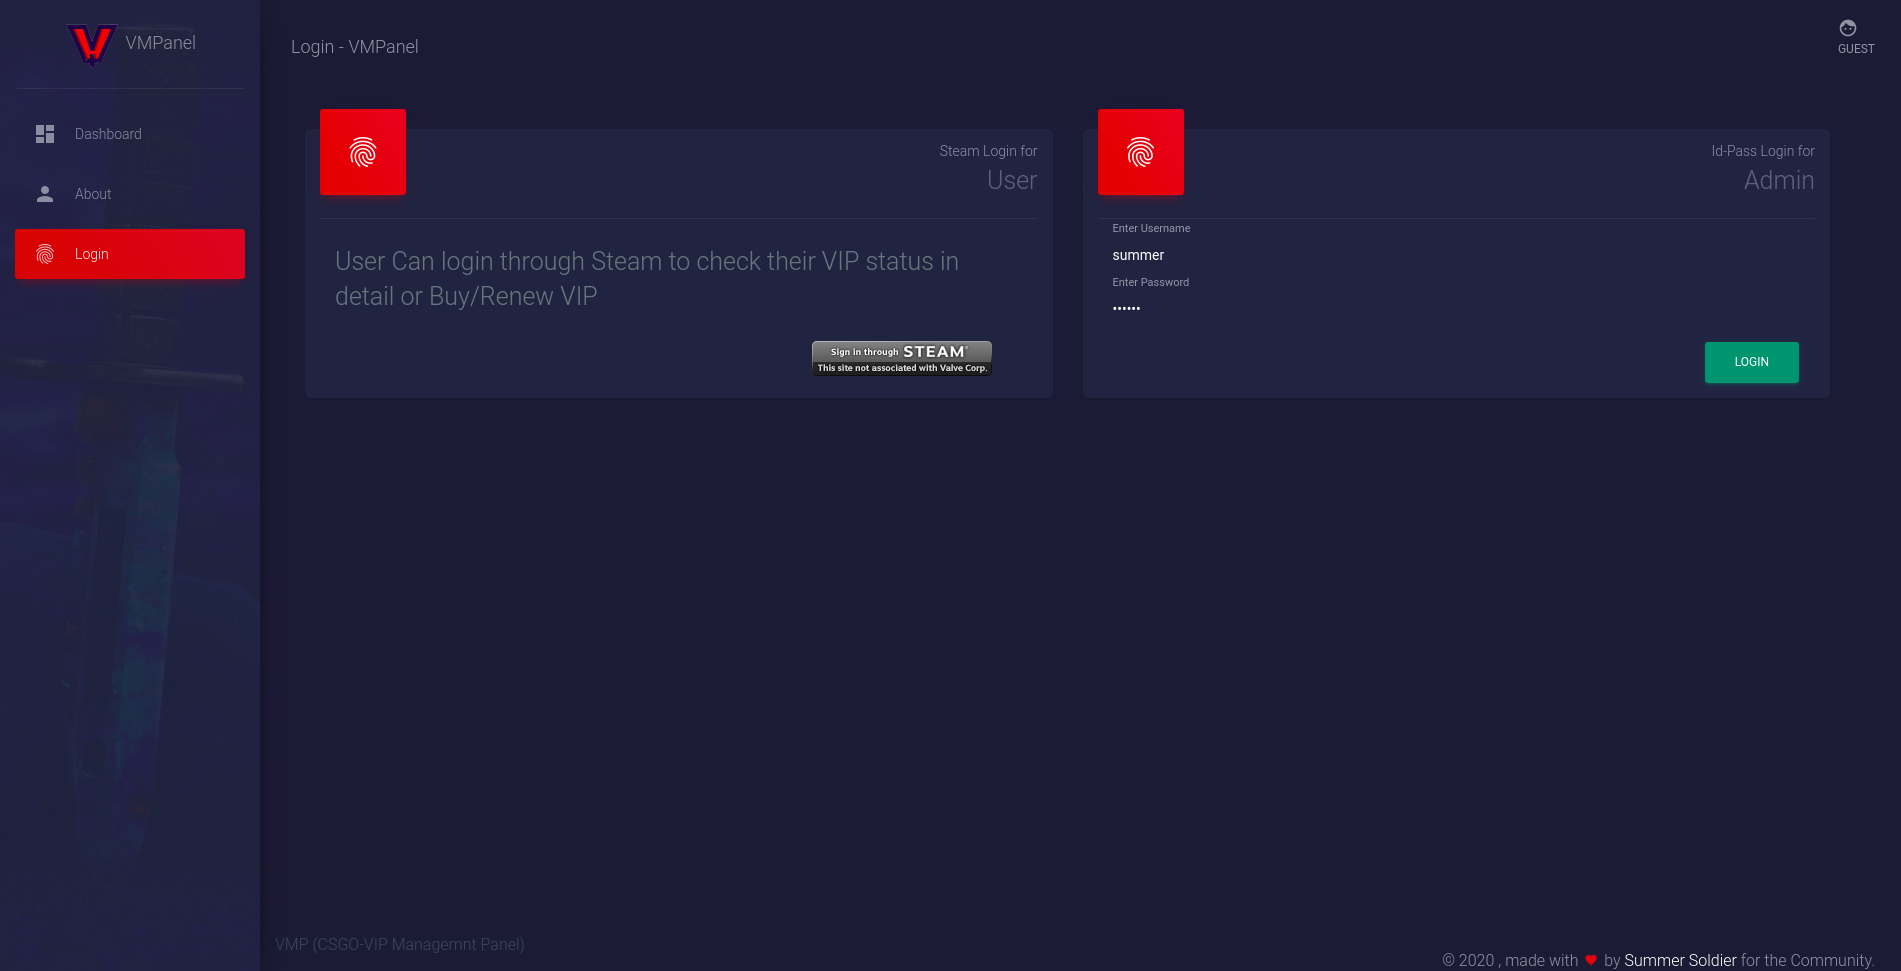 VMPanel
Dashboard
About
Login
Login - VMPanel
GUEST
Steam Login for
User
User Can login through Steam to check their VIP status in
detail or Buy/Renew VIP
Sign in through STEAM®
This site not associated with Valve Corp.
Id-Pass Login for
Admin
Enter Username
summer
Enter Password
••••••
LOGIN
VMP (CSGO-VIP Managemnt Panel)
© 2020 , made with ♥ by Summer Soldier for the Community.